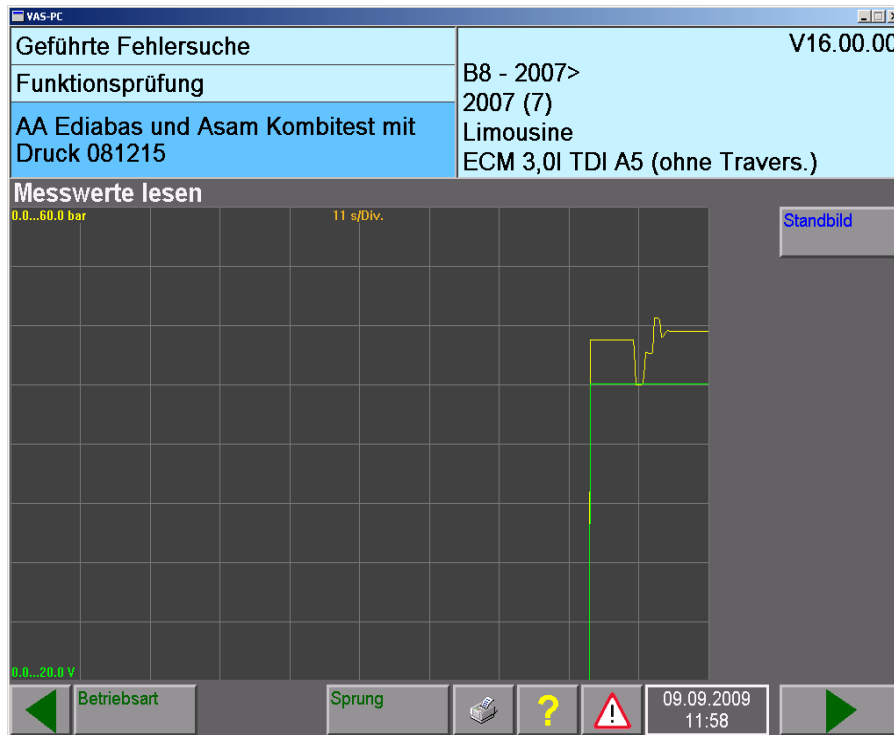 VAS-PC
Geführte Fehlersuche
Funktionsprüfung
AA Ediabas und Asam Kombitest mit
Druck 081215
V16.00.00
B8 - 2007>
2007 (7)
Limousine
ECM 3,0l TDI A5 (ohne Travers.)
Messwerte lesen
0.0...60.0 bar
11 s/Div.
Standbild
0.0...20.0 V
Betriebsart
Sprung
?
!
09.09.2009
11:58